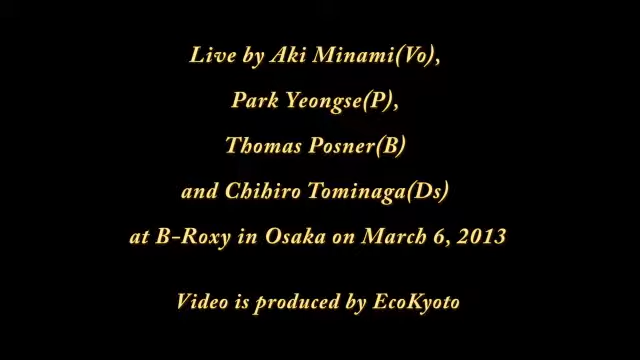 Live by Aki Minami(Vo),
Park Yeongse(P),
Thomas Posner(B)
and Chihiro Tominaga(Ds)
at B-Roxy in Osaka on March 6, 2013
Video is produced by EcoKyoto